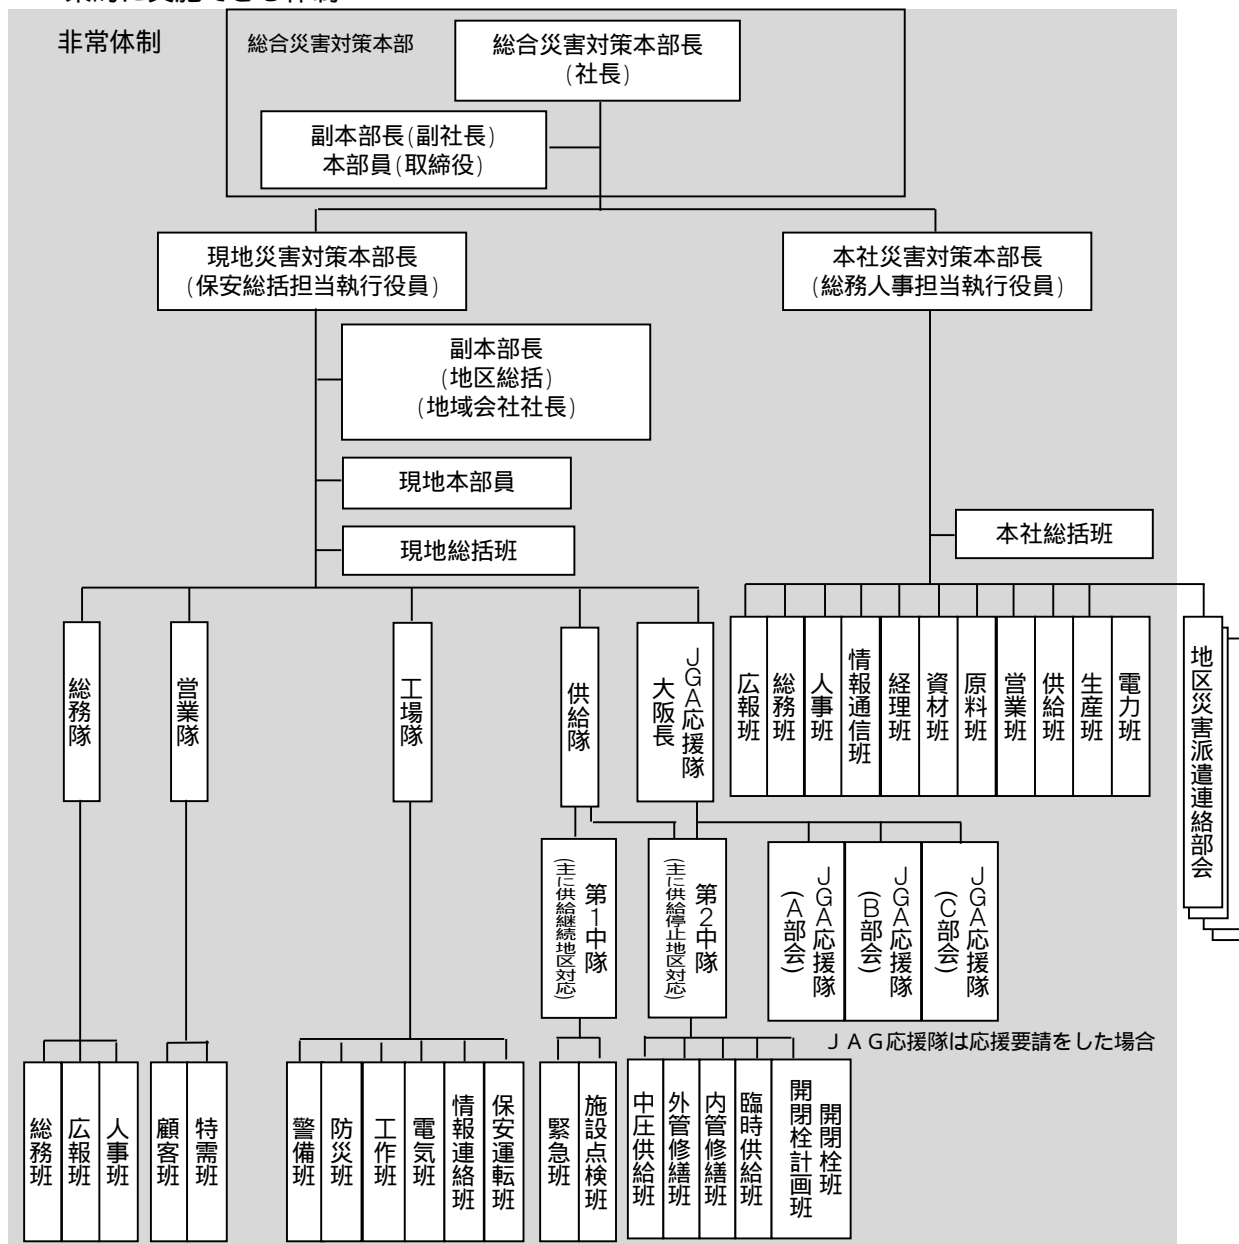 非常体制
総合災害対策本部
総合災害対策本部長
(社長)
副本部長(副社長)
本部員(取締役)
現地災害対策本部長
(保安総括担当執行役員)
本社災害対策本部長
(総務人事担当執行役員)
副本部長
(地区総括)
(地域会社社長)
現地本部員
現地総括班
本社総括班
総務隊
営業隊
工場隊
供給隊
JGA応援隊
大阪長
広報班
総務班
人事班
情報通信班
経理班
資材班
原料班
営業班
供給班
生産班
電力班
地区災害派遣連絡部会
第1中隊
(主に供給継続地区対応)
第2中隊
(主に供給停止地区対応)
JGA応援隊
(A部会)
JGA応援隊
(B部会)
JGA応援隊
(C部会)
JAG応援隊は応援要請をした場合
総務班
広報班
人事班
顧客班
特需班
警備班
防災班
工作班
電気班
情報連絡班
保安運転班
緊急班
施設点検班
中圧供給班
外管修繕班
内管修繕班
臨時供給班
開閉栓班
開閉栓計画班